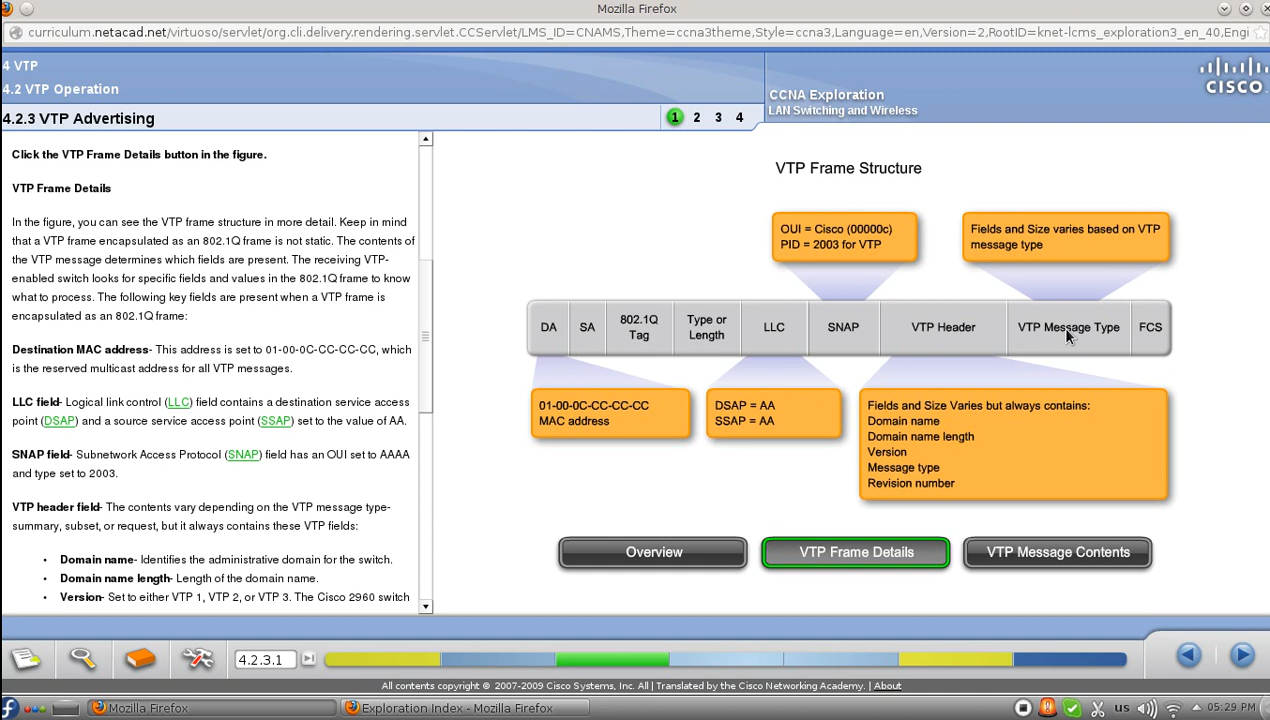 Mozilla Firefox
curriculum.netacad.net/virtuoso/servlet/org.cli.delivery.rendering.servlet.CCServlet/LMS_ID=CNAMS,Theme=ccna3theme,Style=ccna3,Language=en,Version=2,RootID=knet-lcms_exploration3_en_40,Engi
4 VTP
4.2 VTP Operation
CISCO
CCNA Exploration
LAN Switching and Wireless
4.2.3 VTP Advertising
1 2 3 4
Click the VTP Frame Details button in the figure.
VTP Frame Details
In the figure, you can see the VTP frame structure in more detail. Keep in mind
that a VTP frame encapsulated as an 802.1Q frame is not static. The contents of
the VTP message determines which fields are present. The receiving VTP-
enabled switch looks for specific fields and values in the 802.1Q frame to know
what to process. The following key fields are present when a VTP frame is
encapsulated as an 802.1Q frame:
Destination MAC address- This address is set to 01-00-0C-CC-CC-CC, which
is the reserved multicast address for all VTP messages.
LLC field- Logical link control (LLC) field contains a destination service access
point (DSAP) and a source service access point (SSAP) set to the value of AA.
SNAP field- Subnetwork Access Protocol (SNAP) field has an OUI set to AAAA
and type set to 2003.
VTP header field- The contents vary depending on the VTP message type-
summary, subset, or request, but it always contains these VTP fields:
• Domain name- Identifies the administrative domain for the switch.
• Domain name length- Length of the domain name.
• Version- Set to either VTP 1, VTP 2, or VTP 3. The Cisco 2960 switch
VTP Frame Structure
OUI = Cisco (00000c)
PID = 2003 for VTP
Fields and Size varies based on VTP
message type
DA
SA
802.1Q
Tag
Type or
Length
LLC
SNAP
VTP Header
VTP Message Type
FCS
01-00-0C-CC-CC-CC
MAC address
DSAP = AA
SSAP = AA
Fields and Size Varies but always contains:
Domain name
Domain name length
Version
Message type
Revision number
Overview
VTP Frame Details
VTP Message Contents
4.2.3.1
All contents copyright © 2007-2009 Cisco Systems, Inc. All | Translated by the Cisco Networking Academy. | About
Mozilla Firefox
Exploration Index - Mozilla Firefox
us
05:29 PM